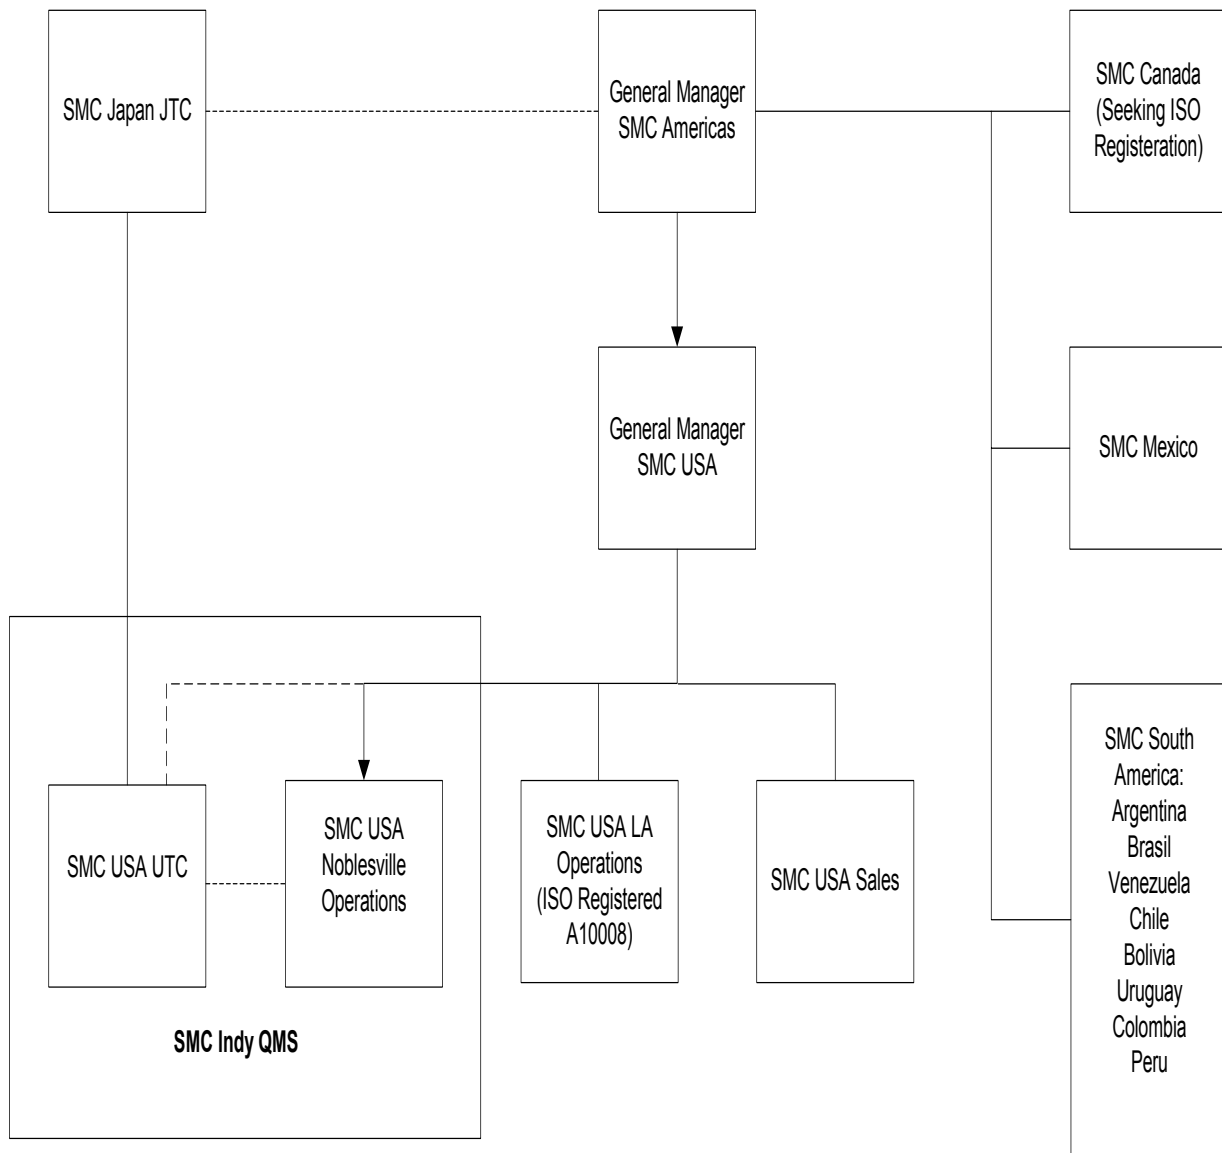 SMC Japan JTC
General Manager
SMC Americas
SMC Canada
(Seeking ISO
Registeration)
General Manager
SMC USA
SMC Mexico
SMC USA UTC
SMC USA
Noblesville
Operations
SMC USA LA
Operations
(ISO Registered
A10008)
SMC USA Sales
SMC South
America:
Argentina
Brasil
Venezuela
Chile
Bolivia
Uruguay
Colombia
Peru
SMC Indy QMS